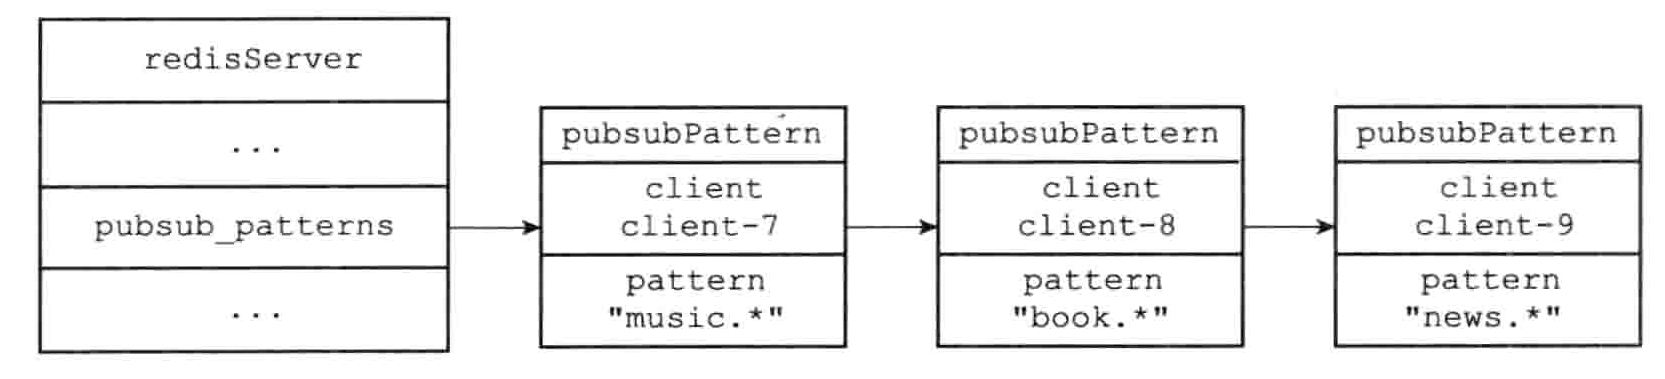 redisServer
...
pubsub_patterns
...
pubsubPattern
client
client-7
pattern
"music.*"
pubsubPattern
client
client-8
pattern
"book.*"
pubsubPattern
client
client-9
pattern
"news.*"